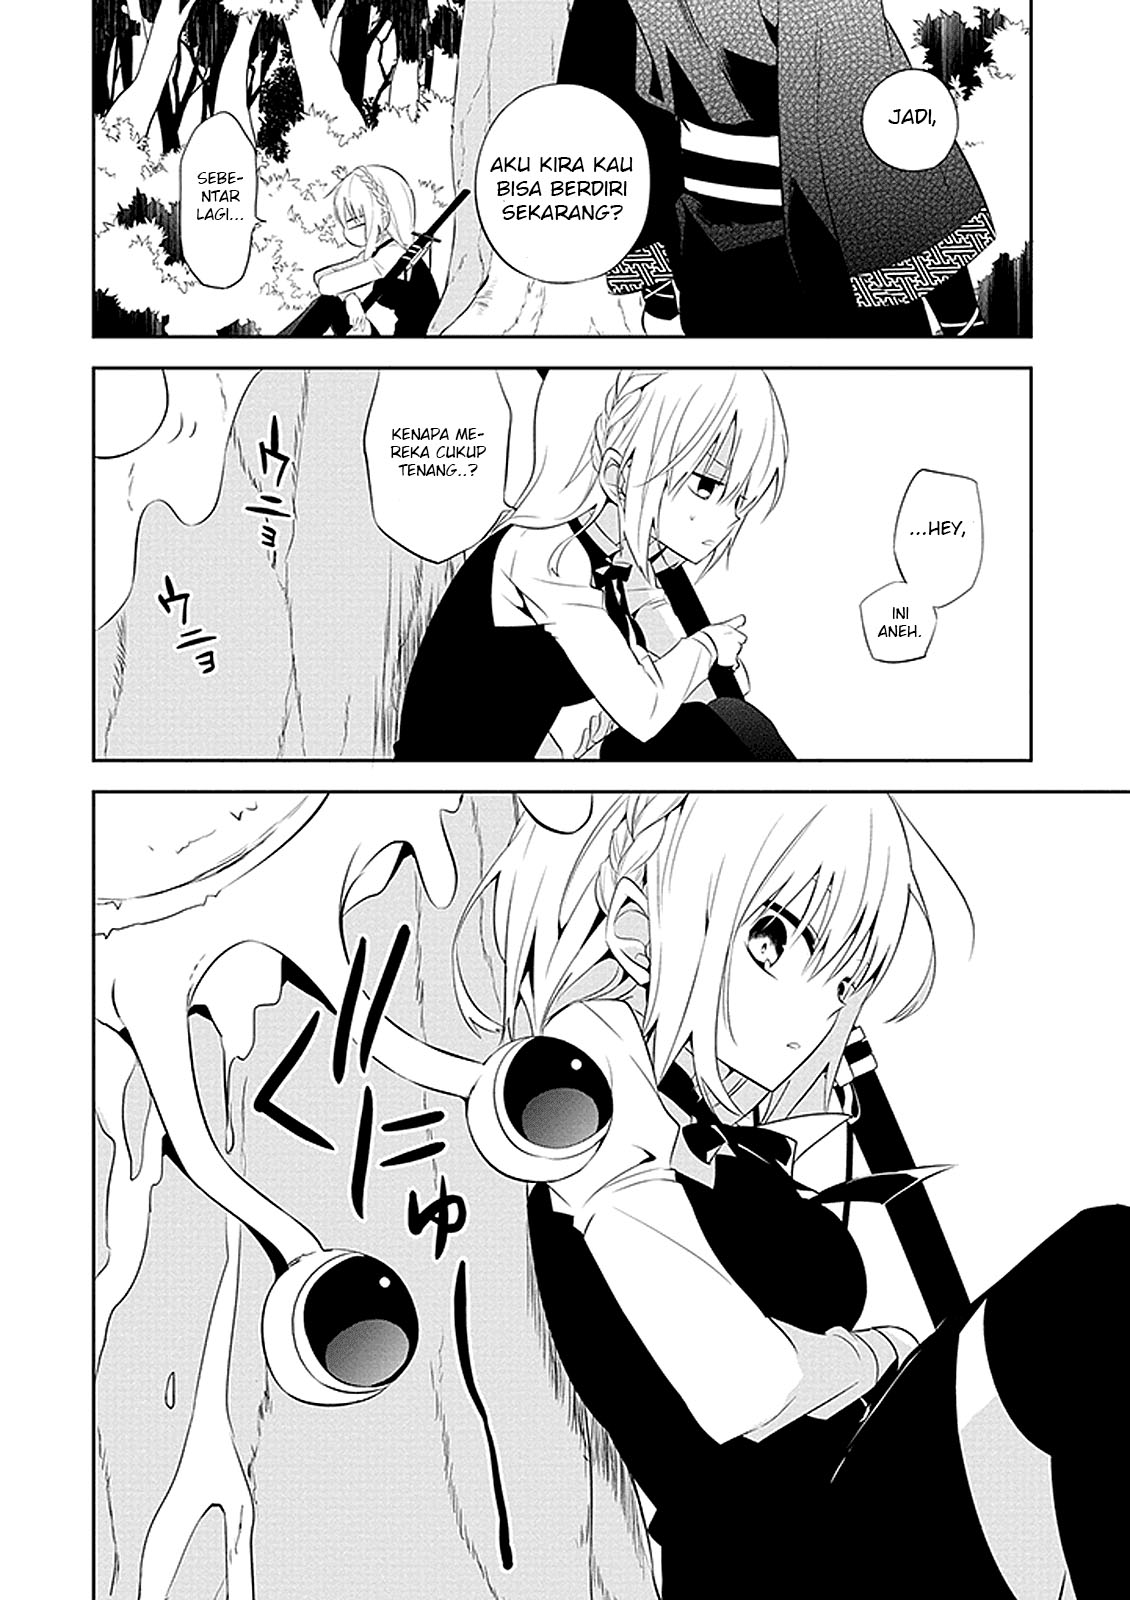 JADI,
AKU KIRA KAU
BISA BERDIRI
SEKARANG?
SEBE-
NTAR
LAGI...
...HEY,
INI
ANEH.
KENAPA ME-
REKA CUKUP
TENANG..?
ウニョ
ウニョ
ぐにゅー